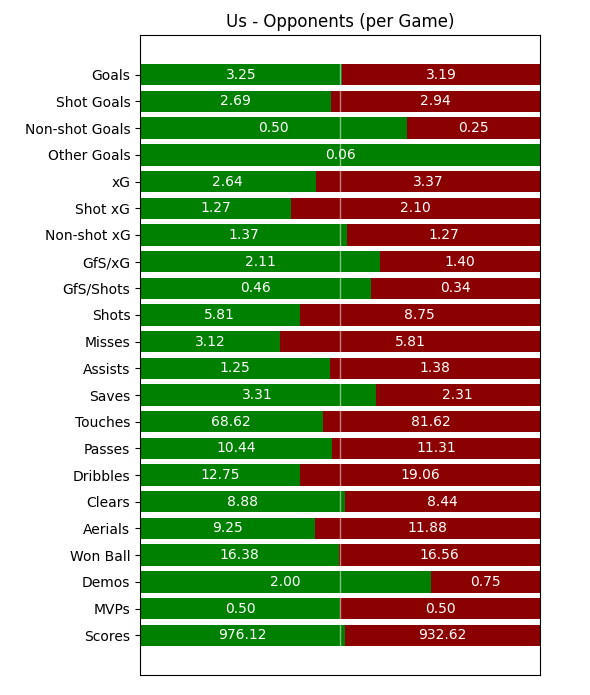 Us - Opponents (per Game)
Goals 3.25 3.19
Shot Goals 2.69 2.94
Non-shot Goals 0.50 0.25
Other Goals 0.06
xG 2.64 3.37
Shot xG 1.27 2.10
Non-shot xG 1.37 1.27
GfS/xG 2.11 1.40
GfS/Shots 0.46 0.34
Shots 5.81 8.75
Misses 3.12 5.81
Assists 1.25 1.38
Saves 3.31 2.31
Touches 68.62 81.62
Passes 10.44 11.31
Dribbles 12.75 19.06
Clears 8.88 8.44
Aerials 9.25 11.88
Won Ball 16.38 16.56
Demos 2.00 0.75
MVPs 0.50 0.50
Scores 976.12 932.62